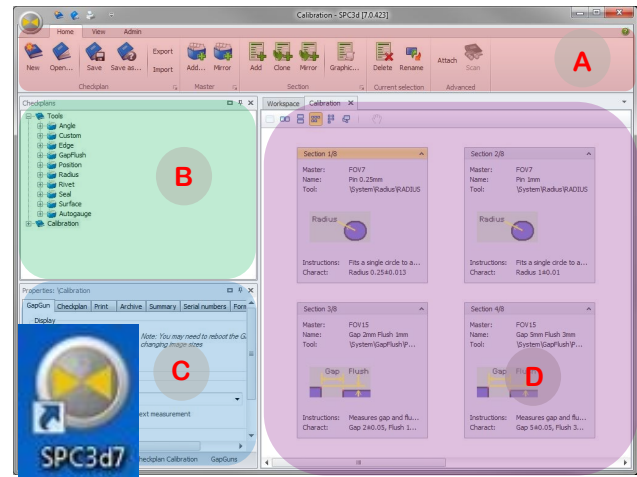 Calibration - SPC3d [7.0.423]
Home View Admin
New Open... Save Save as... Export Import Add... Mirror Add Clone Mirror Graphic... Delete Rename Attach Scan
Checkplan Master Section Current selection Advanced
A
Checkplans
Tools
Angle
Custom
Edge
GapFlush
Position
Radius
Rivet
Seal
Surface
Autogauge
Calibration
B
Properties: \Calibration
GapGun Checkplan Print Archive Summary Serial numbers Form
Display
Note: You may need to reboot the G
changing image sizes
C
ext measurement
Checkplan Calibration GapGuns
SPC3d7
Workspace Calibration
Section 1/8
Master: FOV7
Name: Pin 0.25mm
Tool: \System\Radius\RADIUS
Radius
Instructions: Fits a single circle to a...
Charact: Radius 0.25±0.013
Section 2/8
Master: FOV7
Name: Pin 1mm
Tool: \System\Radius\RADIUS
Radius
Instructions: Fits a single circle to a...
Charact: Radius 1±0.01
Section 3/8
Master: FOV15
Name: Gap 2mm Flush 1mm
Tool: \System\GapFlush\P...
Gap Flush
Instructions: Measures gap and flu...
Charact: Gap 2±0.05, Flush 1...
Section 4/8
Master: FOV15
Name: Gap 5mm Flush 3mm
Tool: \System\GapFlush\P...
Gap Flush
D
Instructions: Measures gap and flu...
Charact: Gap 5±0.05, Flush 3...